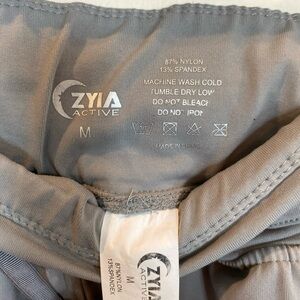 87% NYLON
13% SPANDEX
MACHINE WASH COLD
TUMBLE DRY LOW
DO NOT BLEACH
DO NOT IRON
ZYIA
ACTIVE
M
MADE IN
87%NYLON
13%SPANDEX
M
ZYIA
ACTIVE